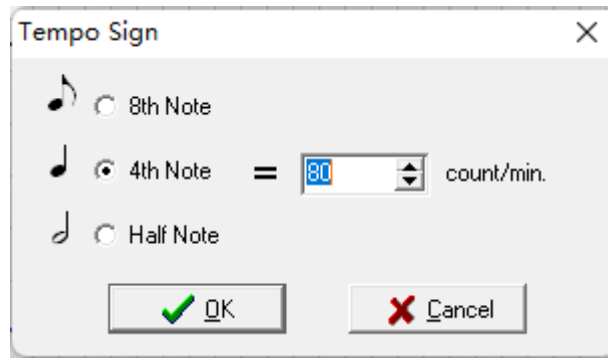 Tempo Sign
8th Note
4th Note = 80 count/min.
Half Note
OK Cancel